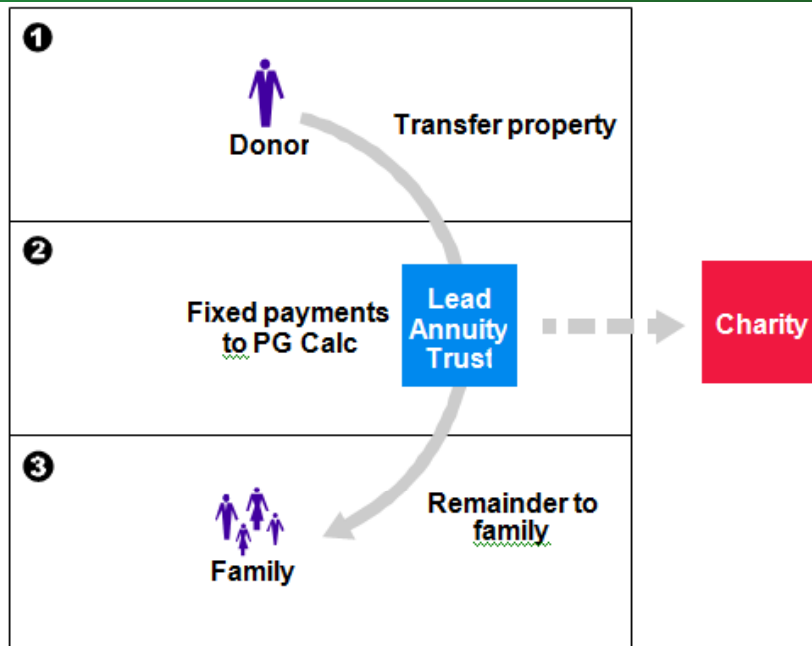 1
Donor
Transfer property
2
Fixed payments
to PG Calc
Lead
Annuity
Trust
Charity
3
Family
Remainder to
family